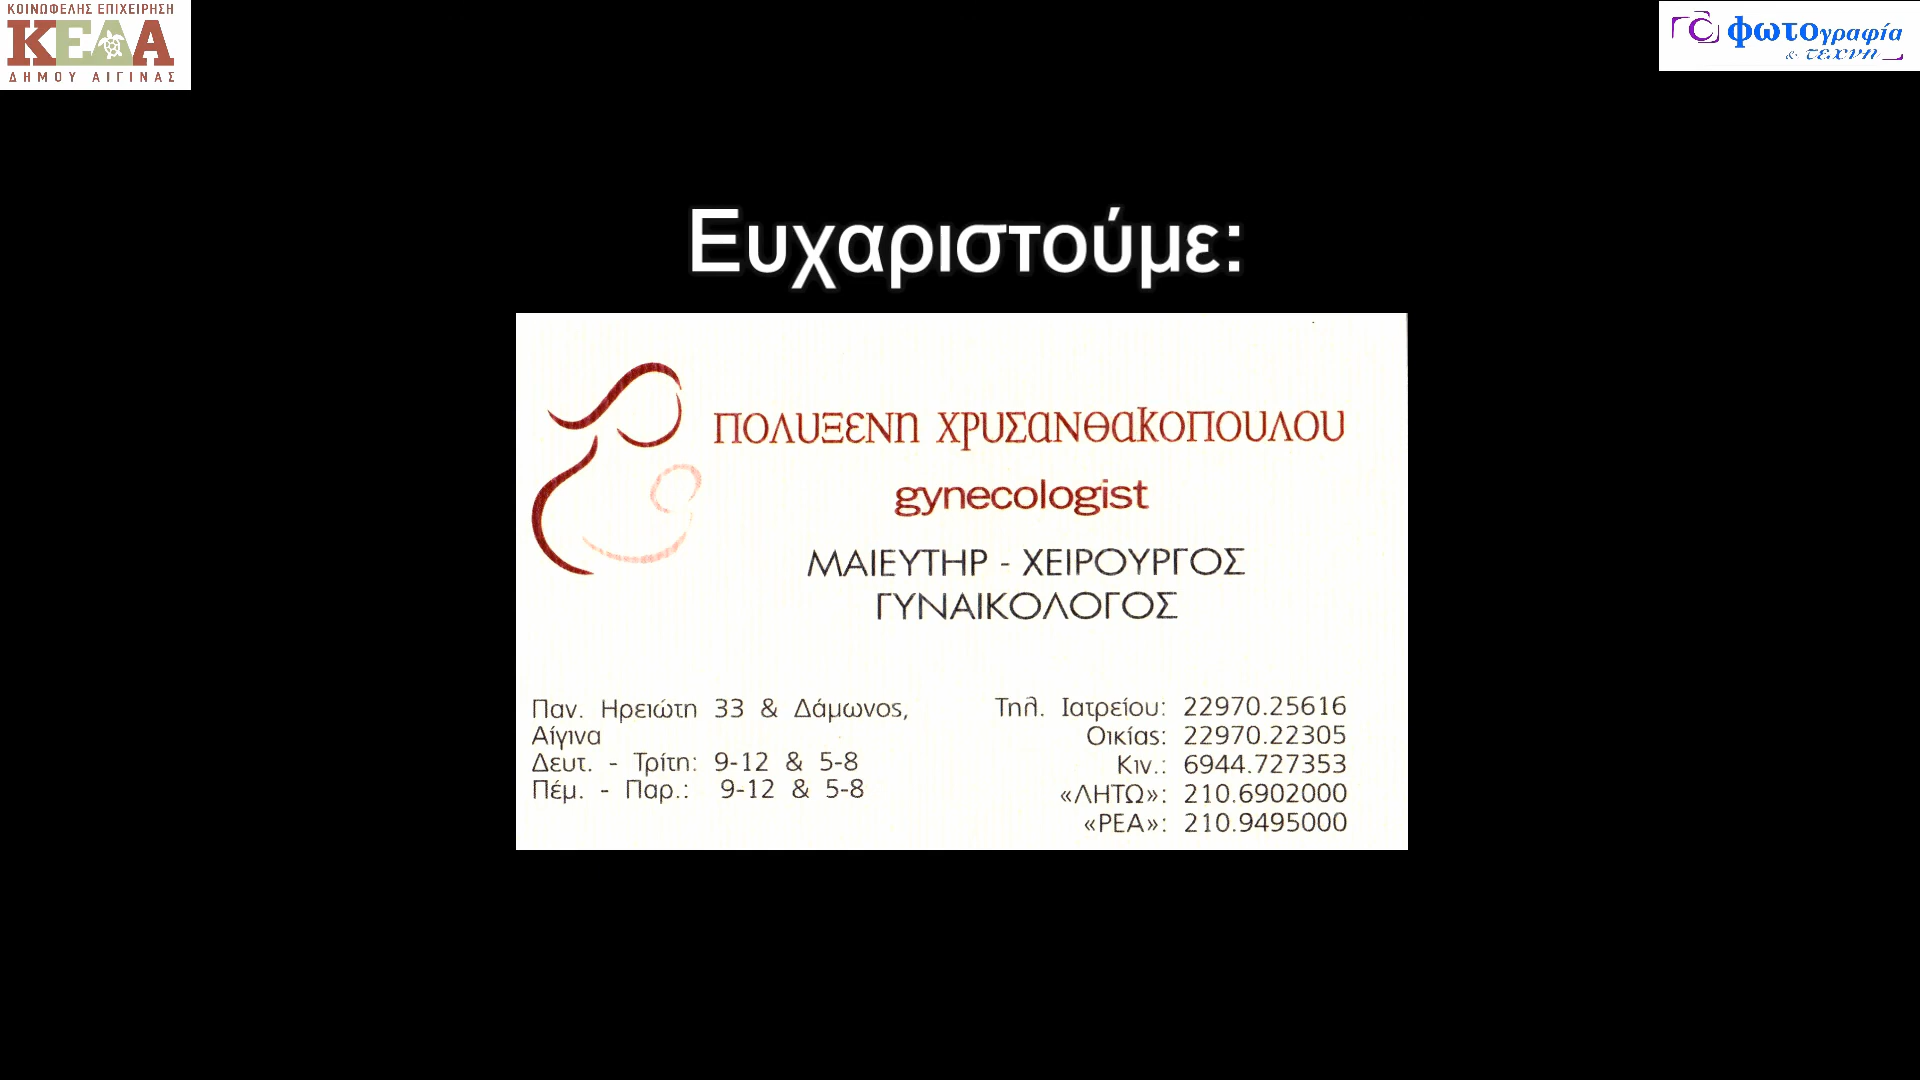 ΚΟΙΝΩΦΕΛΗΣ ΕΠΙΧΕΙΡΗΣΗ
ΚΕΔΑ
ΔΗΜΟΥ ΑΙΓΙΝΑΣ
φωτογραφία
& τέχνη
Ευχαριστούμε:
ΠΟΛΥΞΕΝΗ ΧΡΥΣΑΝΘΑΚΟΠΟΥΛΟΥ
gynecologist
ΜΑΙΕΥΤΗΡ - ΧΕΙΡΟΥΡΓΟΣ
ΓΥΝΑΙΚΟΛΟΓΟΣ
Παν. Ηρειώτη 33 & Δάμωνος,
Αίγινα
Δευτ. - Τρίτη: 9-12 & 5-8
Πέμ. - Παρ.: 9-12 & 5-8
Τηλ. Ιατρείου: 22970.25616
Οικίας: 22970.22305
Κιν.: 6944.727353
«ΛΗΤΩ»: 210.6902000
«ΡΕΑ»: 210.9495000